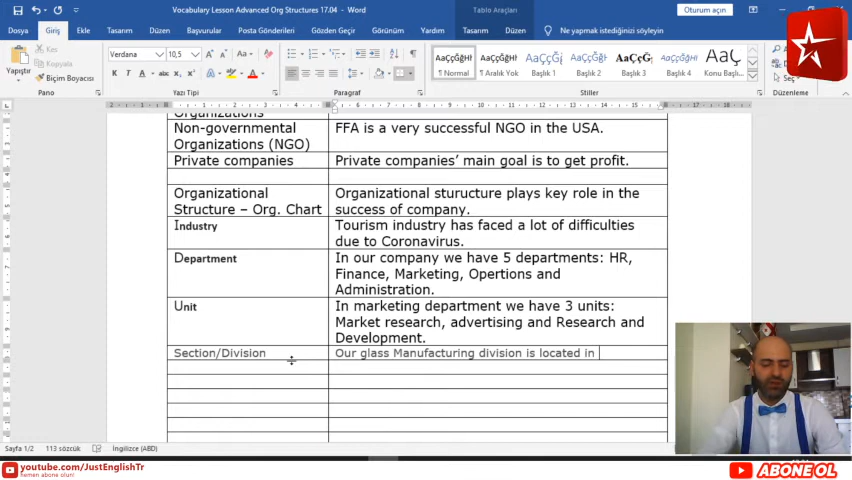 Vocabulary Lesson Advanced Org Structures 17.04 - Word
Tablo Araçları
Oturum açın
Dosya Giriş Ekle Tasarım Düzen Başvurular Posta Gönderileri Gözden Geçir Görünüm Yardım Tasarım Düzen Ne yapmak istediğinizi söyleyin
Yapıştır
Kes
Kopyala
Biçim Boyacısı
Pano
Verdana 10,5
Yazı Tipi
Paragraf
AaÇçĞğHł AaÇçĞğHł AaÇçĞğ AaÇçĞğH AaÇçĞğ AaÇçĞğH AaÇ
¶ Normal ¶ Aralık Yok Başlık 1 Başlık 2 Başlık 3 Başlık 4 Konu Başlı...
Stiller
Seç
Düzenleme
Organizations
Non-governmental Organizations (NGO)
FFA is a very successful NGO in the USA.
Private companies
Private companies' main goal is to get profit.
Organizational
Structure – Org. Chart
Organizational sturucture plays key role in the
success of company.
Industry
Tourism industry has faced a lot of difficulties
due to Coronavirus.
Department
In our company we have 5 departments: HR,
Finance, Marketing, Opertions and
Administration.
Unit
In marketing department we have 3 units:
Market research, advertising and Research and
Development.
Section/Division
Our glass Manufacturing division is located in
Sayfa 1/2 113 sözcük İngilizce (ABD)
youtube.com/JustEnglishTr
hemen abone olun!
ABONE OL